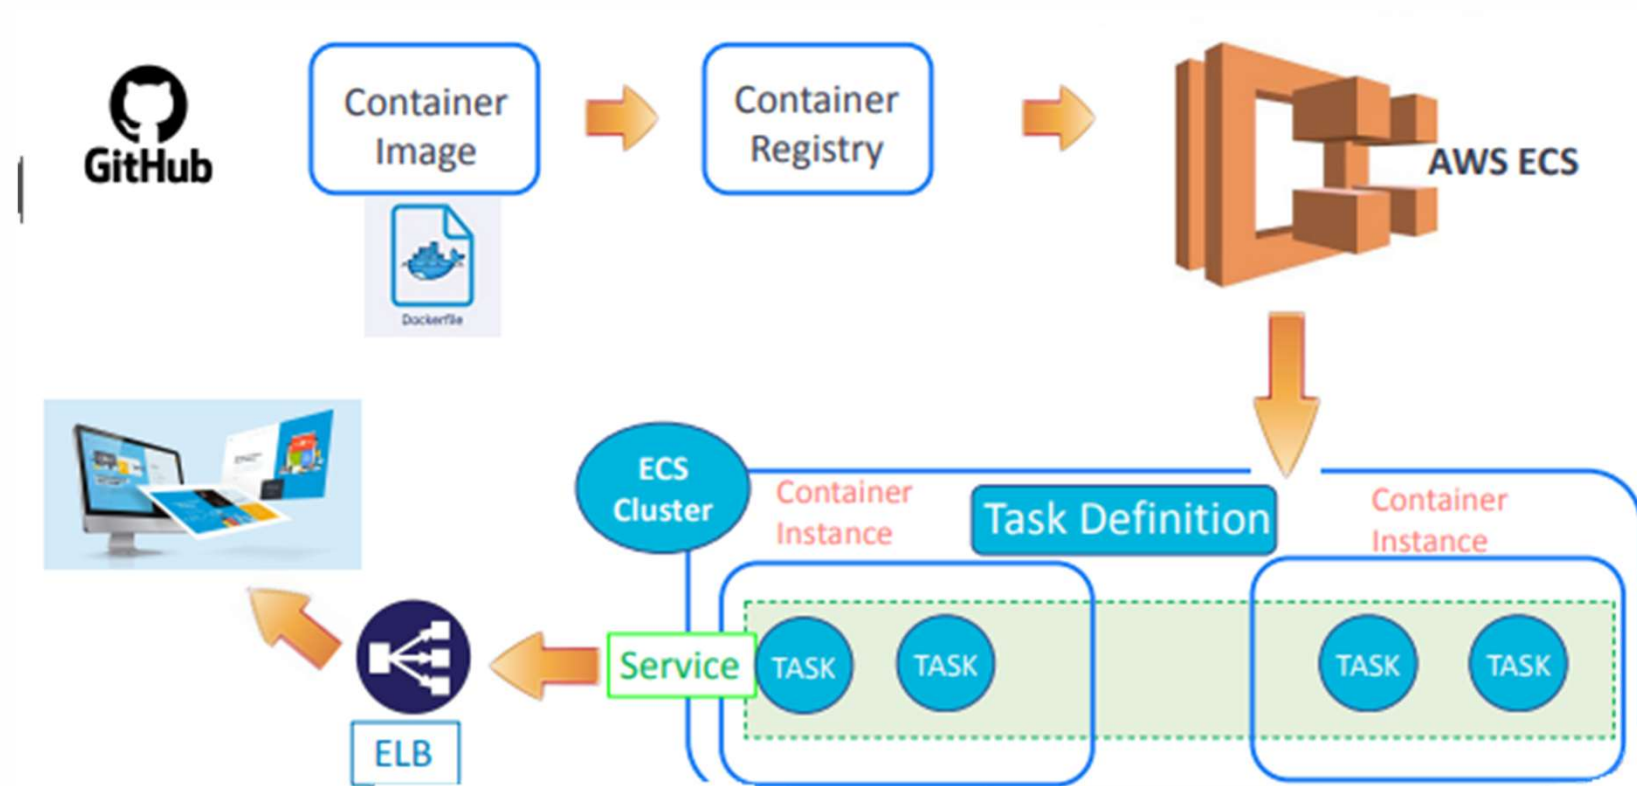 GitHub
Container
Image
Container
Registry
AWS ECS
Dockerfile
ECS
Cluster
Container
Instance
Task Definition
Container
Instance
Service
TASK
TASK
TASK
TASK
ELB